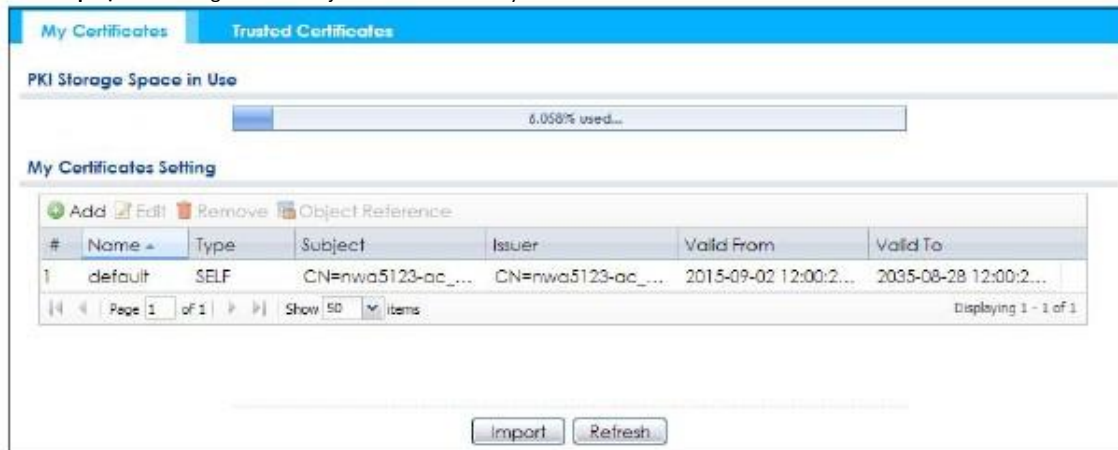 My Certificates Trusted Certificates
PKI Storage Space in Use
6.058% used...
My Certificates Setting
Add Edit Remove Object Reference
# Name Type Subject Issuer Valid From Valid To
1 default SELF CN=nwa5123-ac_... CN=nwa5123-ac_... 2015-09-02 12:00:2... 2035-08-28 12:00:2...
Page 1 of 1 Show 50 items Displaying 1 - 1 of 1
Import Refresh